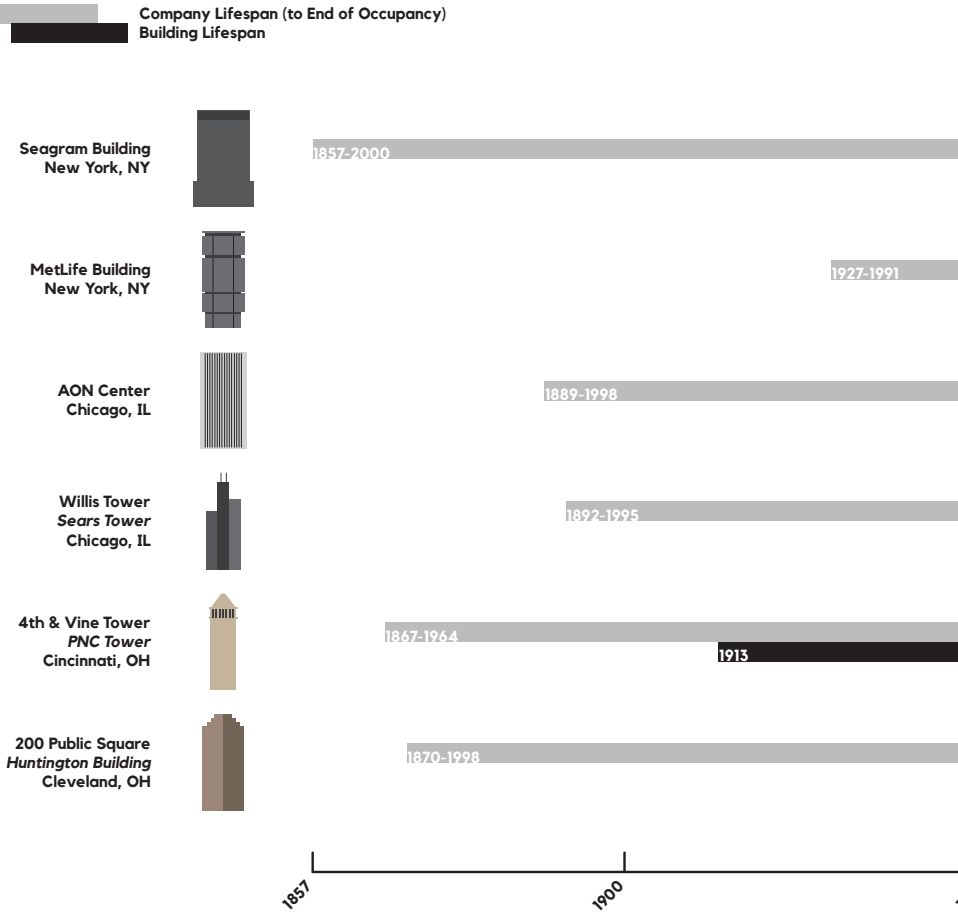 Company Lifespan (to End of Occupancy)
Building Lifespan
Seagram Building
New York, NY
1857-2000
MetLife Building
New York, NY
1927-1991
AON Center
Chicago, IL
1889-1998
Willis Tower
Sears Tower
Chicago, IL
1892-1995
4th & Vine Tower
PNC Tower
Cincinnati, OH
1867-1964
1913
200 Public Square
Huntington Building
Cleveland, OH
1870-1998
1857
1900